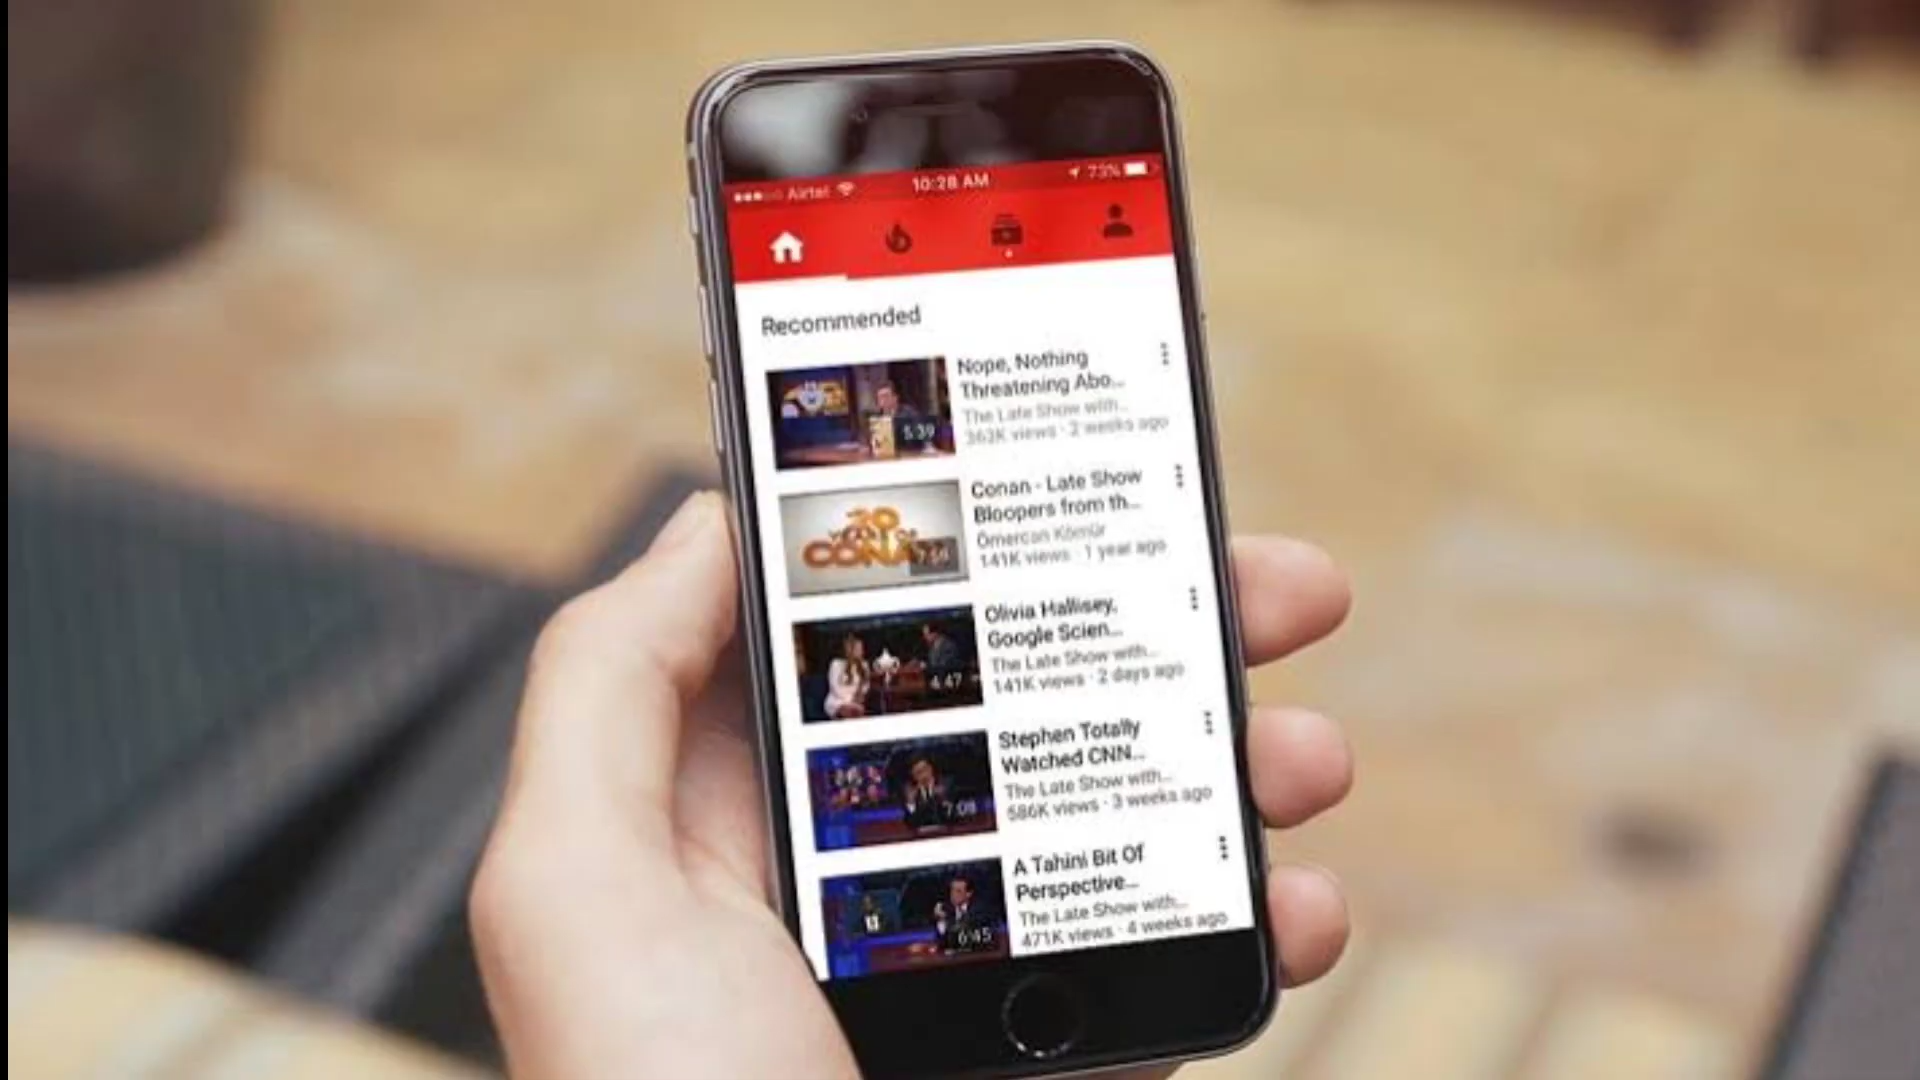 Airtel 10:28 AM 73%
Recommended
Nope, Nothing
Threatening Abo...
The Late Show with...
363K views · 2 weeks ago
5:39
Conan - Late Show
Bloopers from th...
Ömercan Kömür
141K views · 1 year ago
20
CONA
Olivia Hallisey,
Google Scien...
The Late Show with...
141K views · 2 days ago
4:47
Stephen Totally
Watched CNN...
The Late Show with...
586K views · 3 weeks ago
7:08
A Tahini Bit Of
Perspective...
The Late Show with...
471K views · 4 weeks ago
6:45